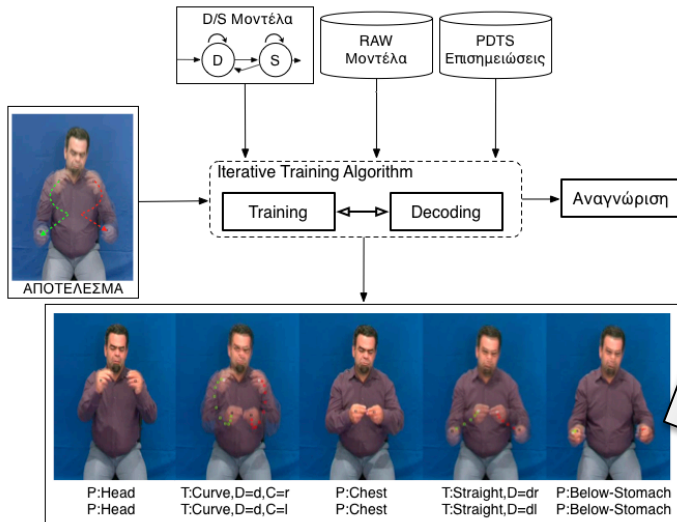 D/S Μοντέλα
D
S
RAW
Μοντέλα
PDTS
Επισημειώσεις
ΑΠΟΤΕΛΕΣΜΑ
Iterative Training Algorithm
Training
Decoding
Αναγνώριση
P:Head
P:Head
T:Curve,D=d,C=r
T:Curve,D=d,C=l
P:Chest
P:Chest
T:Straight,D=dr
T:Straight,D=dl
P:Below-Stomach
P:Below-Stomach